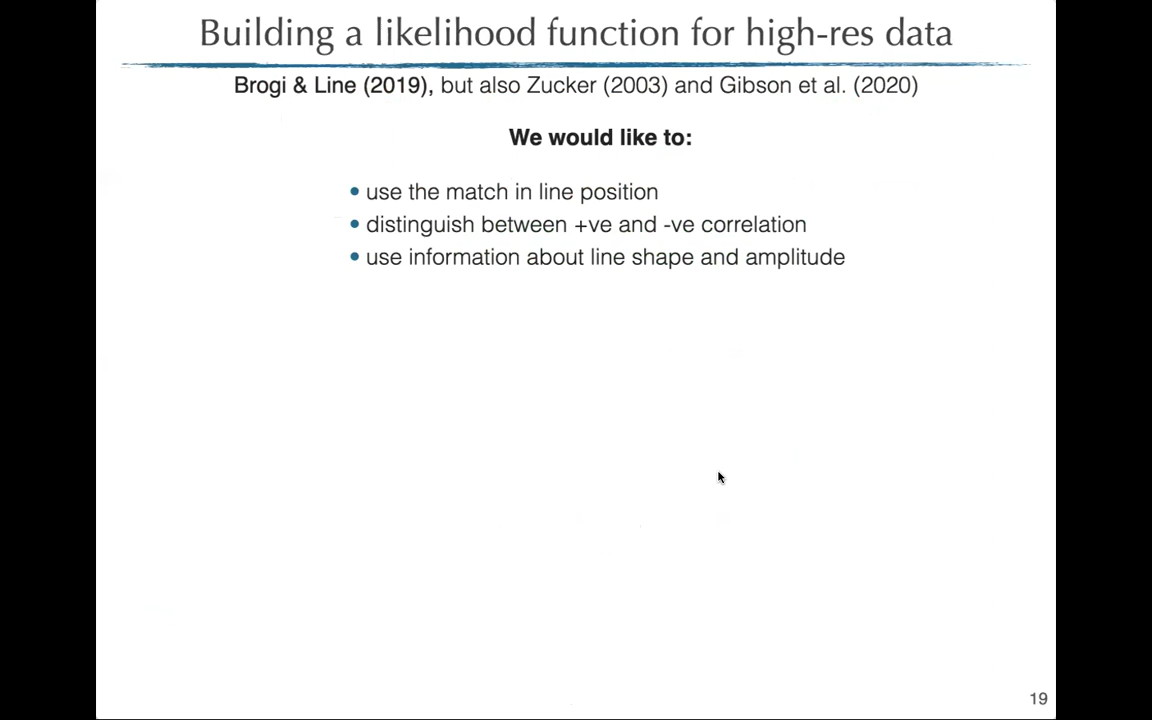 Building a likelihood function for high-res data
Brogi & Line (2019), but also Zucker (2003) and Gibson et al. (2020)
We would like to:
• use the match in line position
• distinguish between +ve and -ve correlation
• use information about line shape and amplitude
19